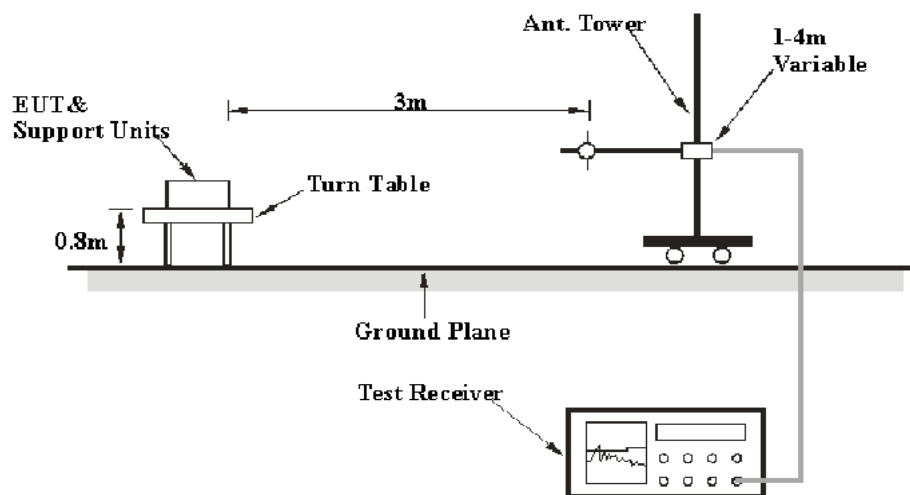 Ant. Tower
1-4m
Variable
EUT&
Support Units
3m
Turn Table
0.8m
Ground Plane
Test Receiver